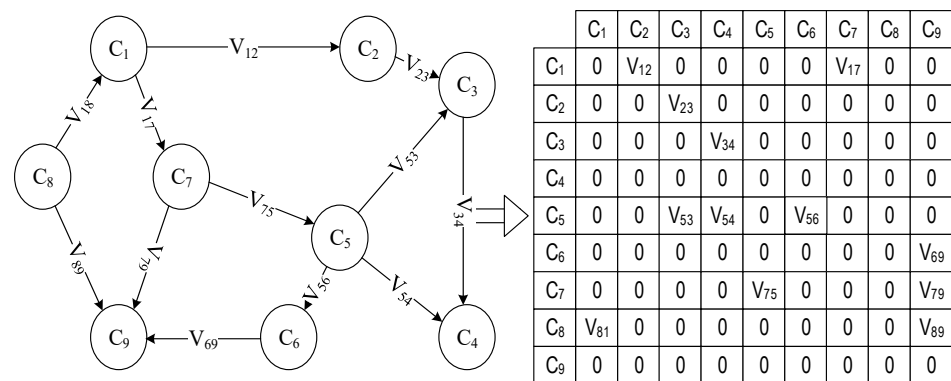 C₁
V₁₂
C₂
V₂₃
C₃
V₁₈
V₁₇
C₈
C₇
V₅₃
V₇₅
V₃₄
V₈₉
V₇₉
C₅
V₅₆
V₅₄
C₉
V₆₉
C₆
C₄
C₁ C₂ C₃ C₄ C₅ C₆ C₇ C₈ C₉
C₁ 0 V₁₂ 0 0 0 0 V₁₇ 0 0
C₂ 0 0 V₂₃ 0 0 0 0 0 0
C₃ 0 0 0 V₃₄ 0 0 0 0 0
C₄ 0 0 0 0 0 0 0 0 0
C₅ 0 0 V₅₃ V₅₄ 0 V₅₆ 0 0 0
C₆ 0 0 0 0 0 0 0 0 V₆₉
C₇ 0 0 0 0 V₇₅ 0 0 0 V₇₉
C₈ V₈₁ 0 0 0 0 0 0 0 V₈₉
C₉ 0 0 0 0 0 0 0 0 0